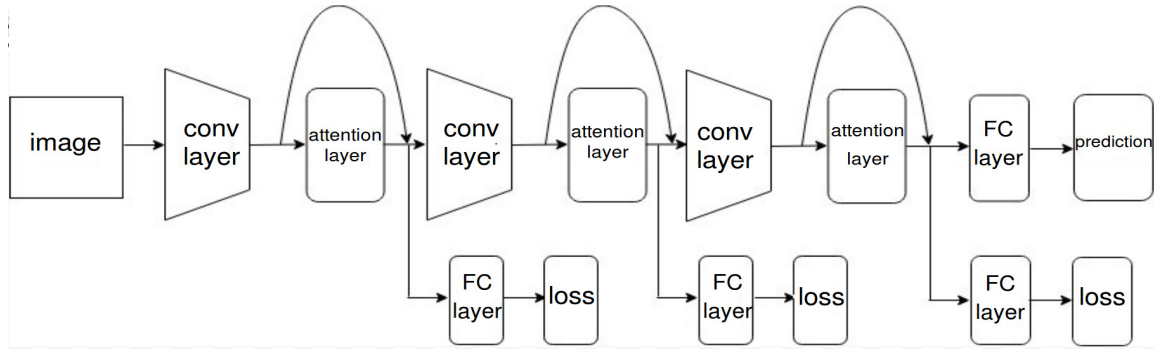 image
conv
layer
attention
layer
conv
layer
attention
layer
conv
layer
attention
layer
FC
layer
prediction
FC
layer
loss
FC
layer
loss
FC
layer
loss